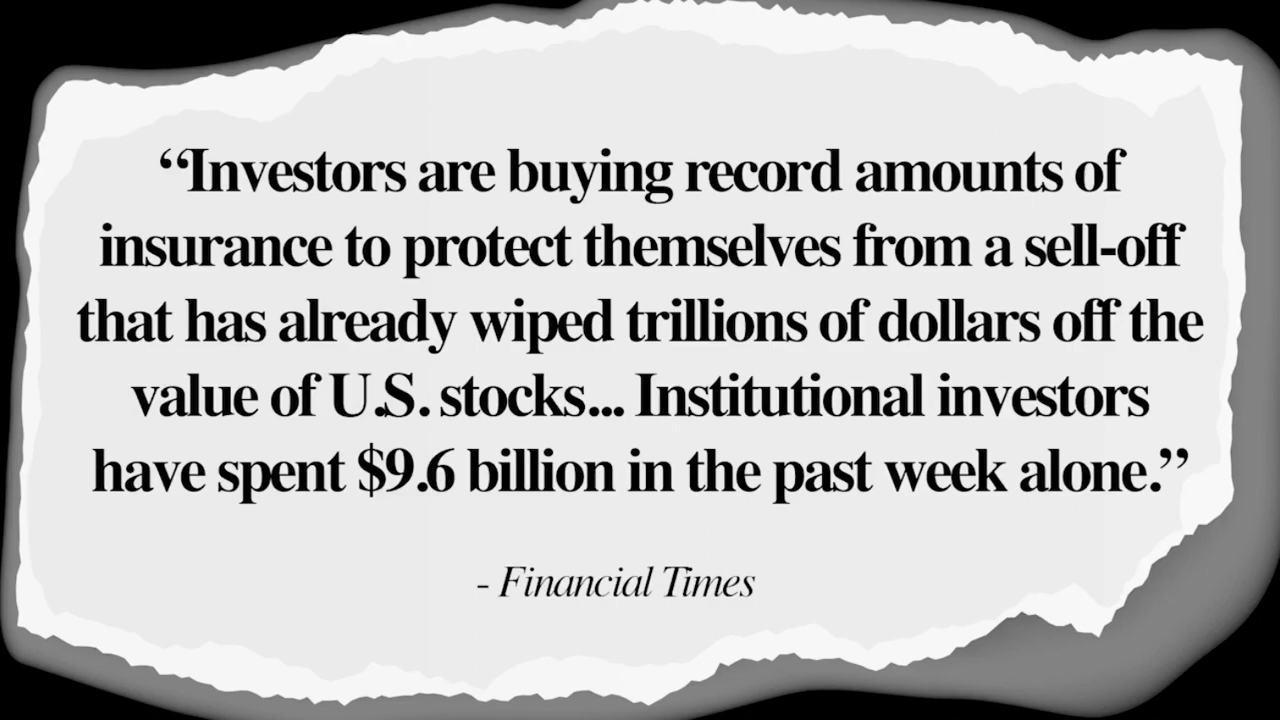 “Investors are buying record amounts of
insurance to protect themselves from a sell-off
that has already wiped trillions of dollars off the
value of U.S. stocks... Institutional investors
have spent $9.6 billion in the past week alone.”
- Financial Times